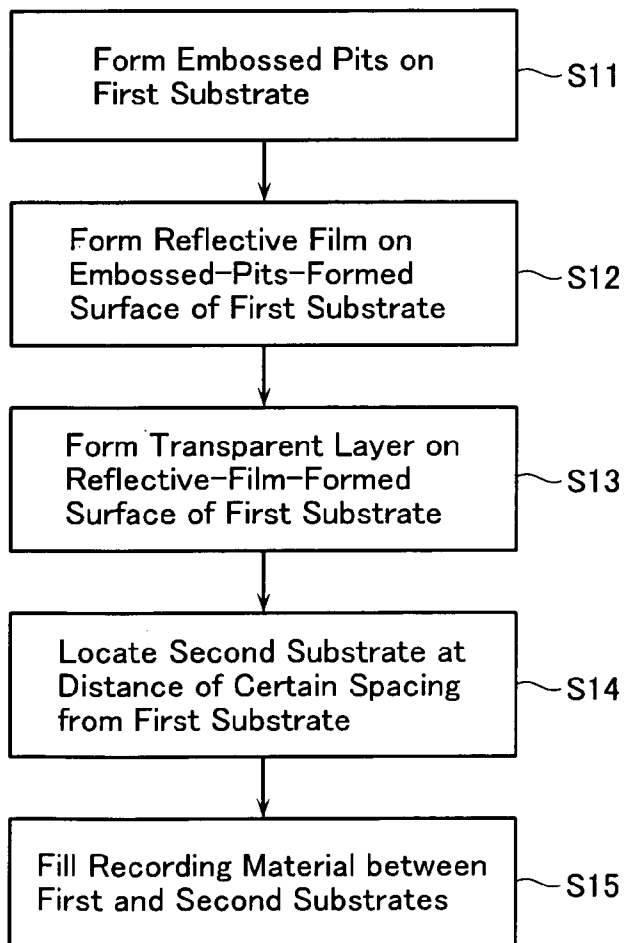 Form Embossed Pits on
First Substrate
S11
Form Reflective Film on
Embossed-Pits-Formed
Surface of First Substrate
S12
Form Transparent Layer on
Reflective-Film-Formed
Surface of First Substrate
S13
Locate Second Substrate at
Distance of Certain Spacing
from First Substrate
S14
Fill Recording Material between
First and Second Substrates
S15